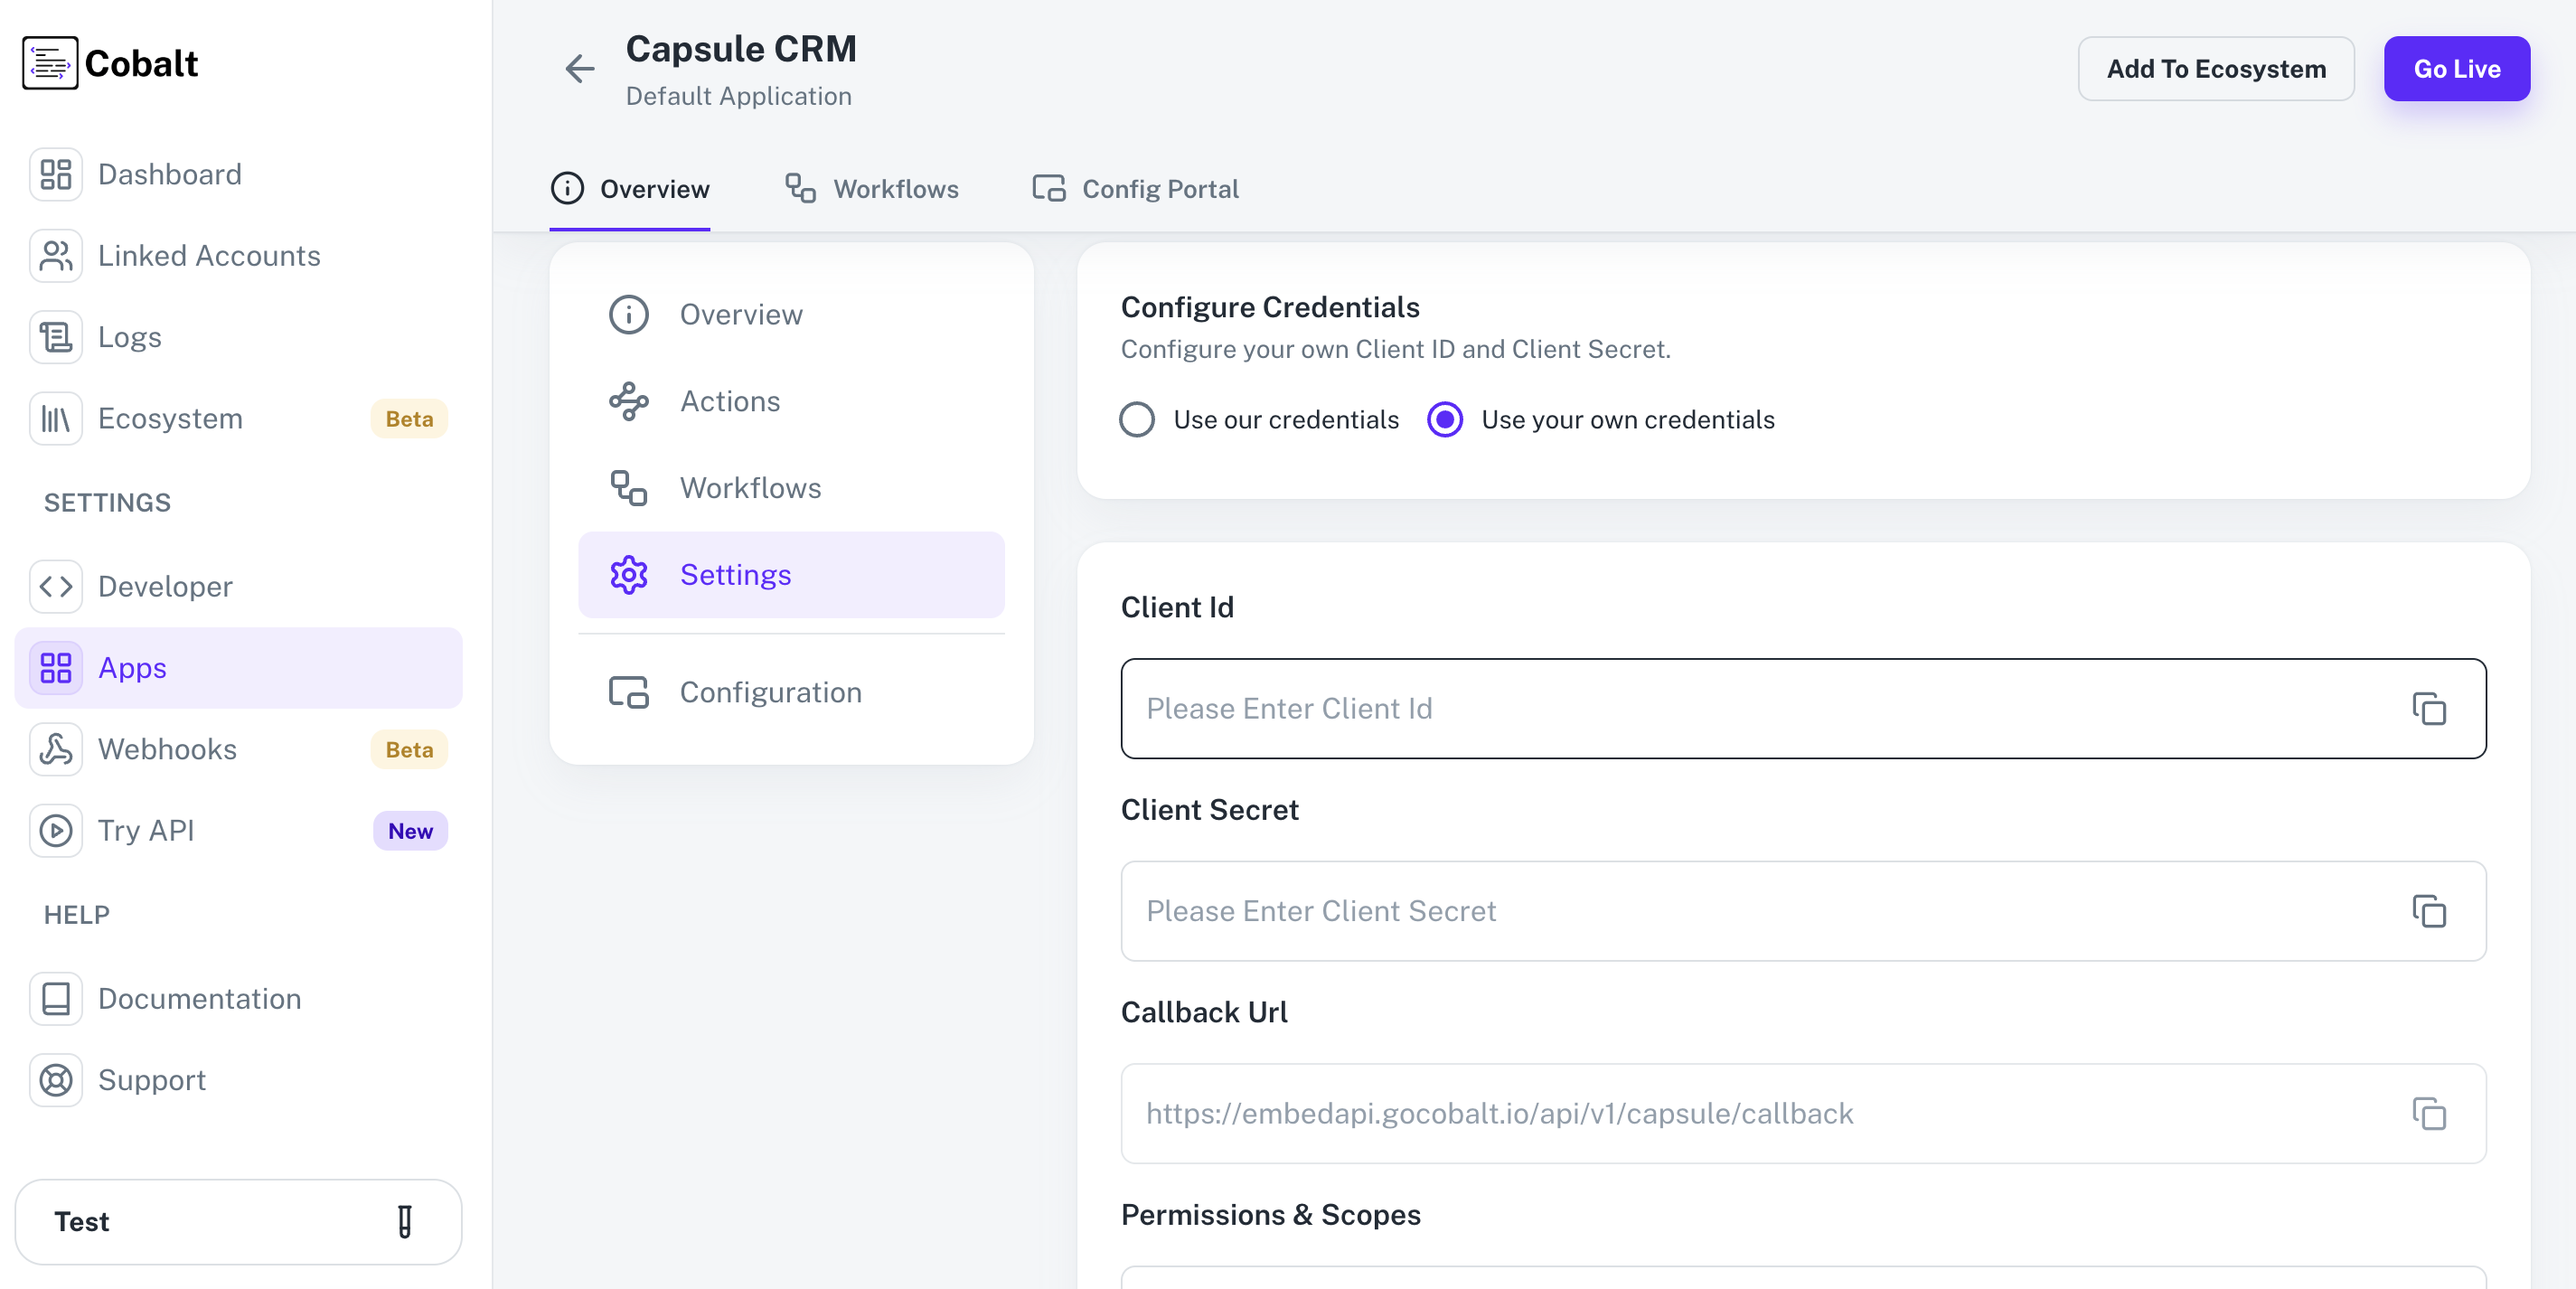 Cobalt
Dashboard
Linked Accounts
Logs
Ecosystem Beta
SETTINGS
Developer
Apps
Webhooks Beta
Try API New
HELP
Documentation
Support
Test
Capsule CRM
Default Application
Add To Ecosystem
Go Live
Overview Workflows Config Portal
Overview
Actions
Workflows
Settings
Configuration
Configure Credentials
Configure your own Client ID and Client Secret.
Use our credentials Use your own credentials
Client Id
Please Enter Client Id
Client Secret
Please Enter Client Secret
Callback Url
https://embedapi.gocobalt.io/api/v1/capsule/callback
Permissions & Scopes